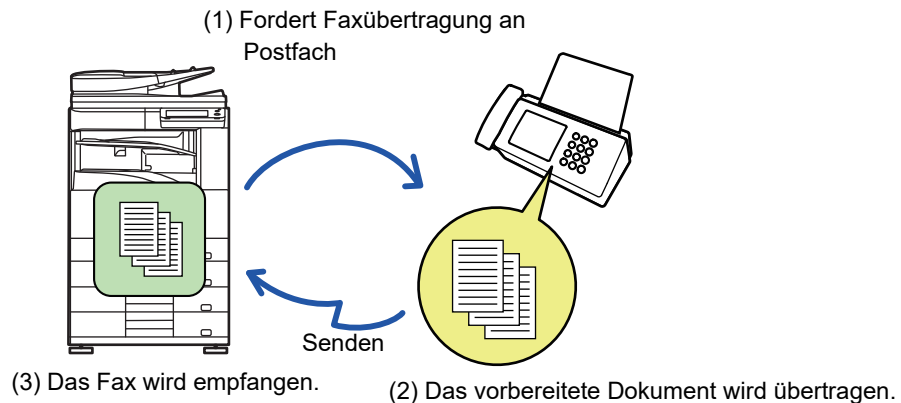 (1) Fordert Faxübertragung an
Postfach
Senden
(3) Das Fax wird empfangen.
(2) Das vorbereitete Dokument wird übertragen.